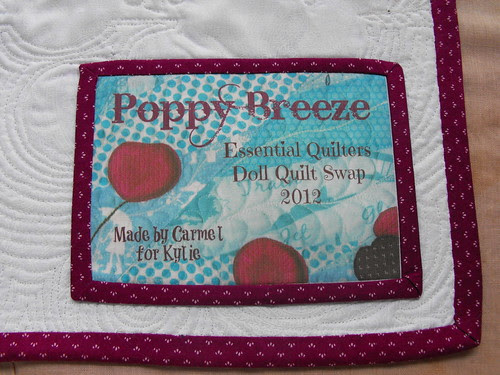 Poppy Breeze
Essential Quilters
Doll Quilt Swap
2012
Made by Carmel
for Kylie